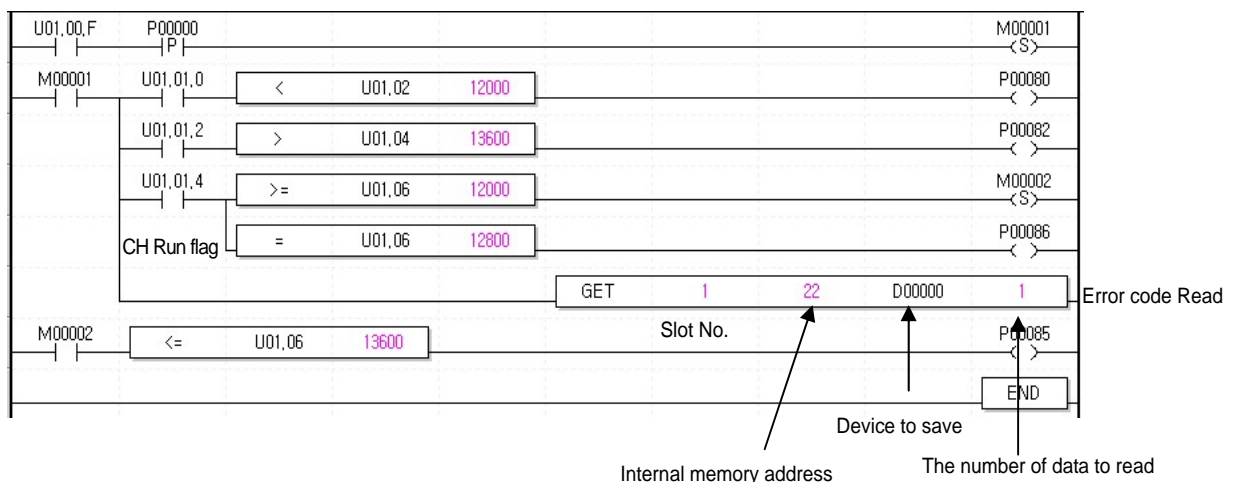 U01,00,F P00000 M00001
P (S)
M00001 U01,01,0 < U01,02 12000 P00080
( )
U01,01,2 > U01,04 13600 P00082
( )
U01,01,4 >= U01,06 12000 M00002
(S)
CH Run flag = U01,06 12800 P00086
( )
GET 1 22 D00000 1 Error code Read
Slot No.
M00002 <= U01,06 13600 P00085
( )
END
Device to save
Internal memory address The number of data to read